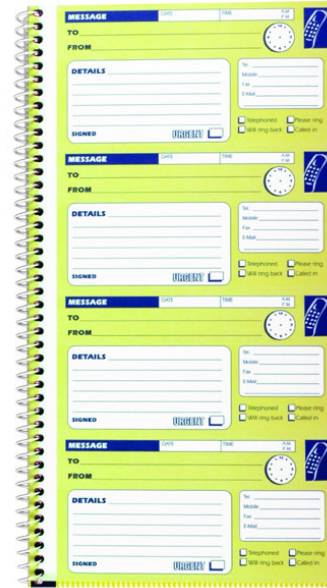 MESSAGE DATE TIME A.M. P.M.
TO
FROM
DETAILS
Tel.
Mobile
Fax
E-Mail
Telephoned Please ring
Will ring back Called in
SIGNED URGENT
MESSAGE DATE TIME A.M. P.M.
TO
FROM
DETAILS
Tel.
Mobile
Fax
E-Mail
Telephoned Please ring
Will ring back Called in
SIGNED URGENT
MESSAGE DATE TIME A.M. P.M.
TO
FROM
DETAILS
Tel.
Mobile
Fax
E-Mail
Telephoned Please ring
Will ring back Called in
SIGNED URGENT
MESSAGE DATE TIME A.M. P.M.
TO
FROM
DETAILS
Tel.
Mobile
Fax
E-Mail
Telephoned Please ring
Will ring back Called in
SIGNED URGENT